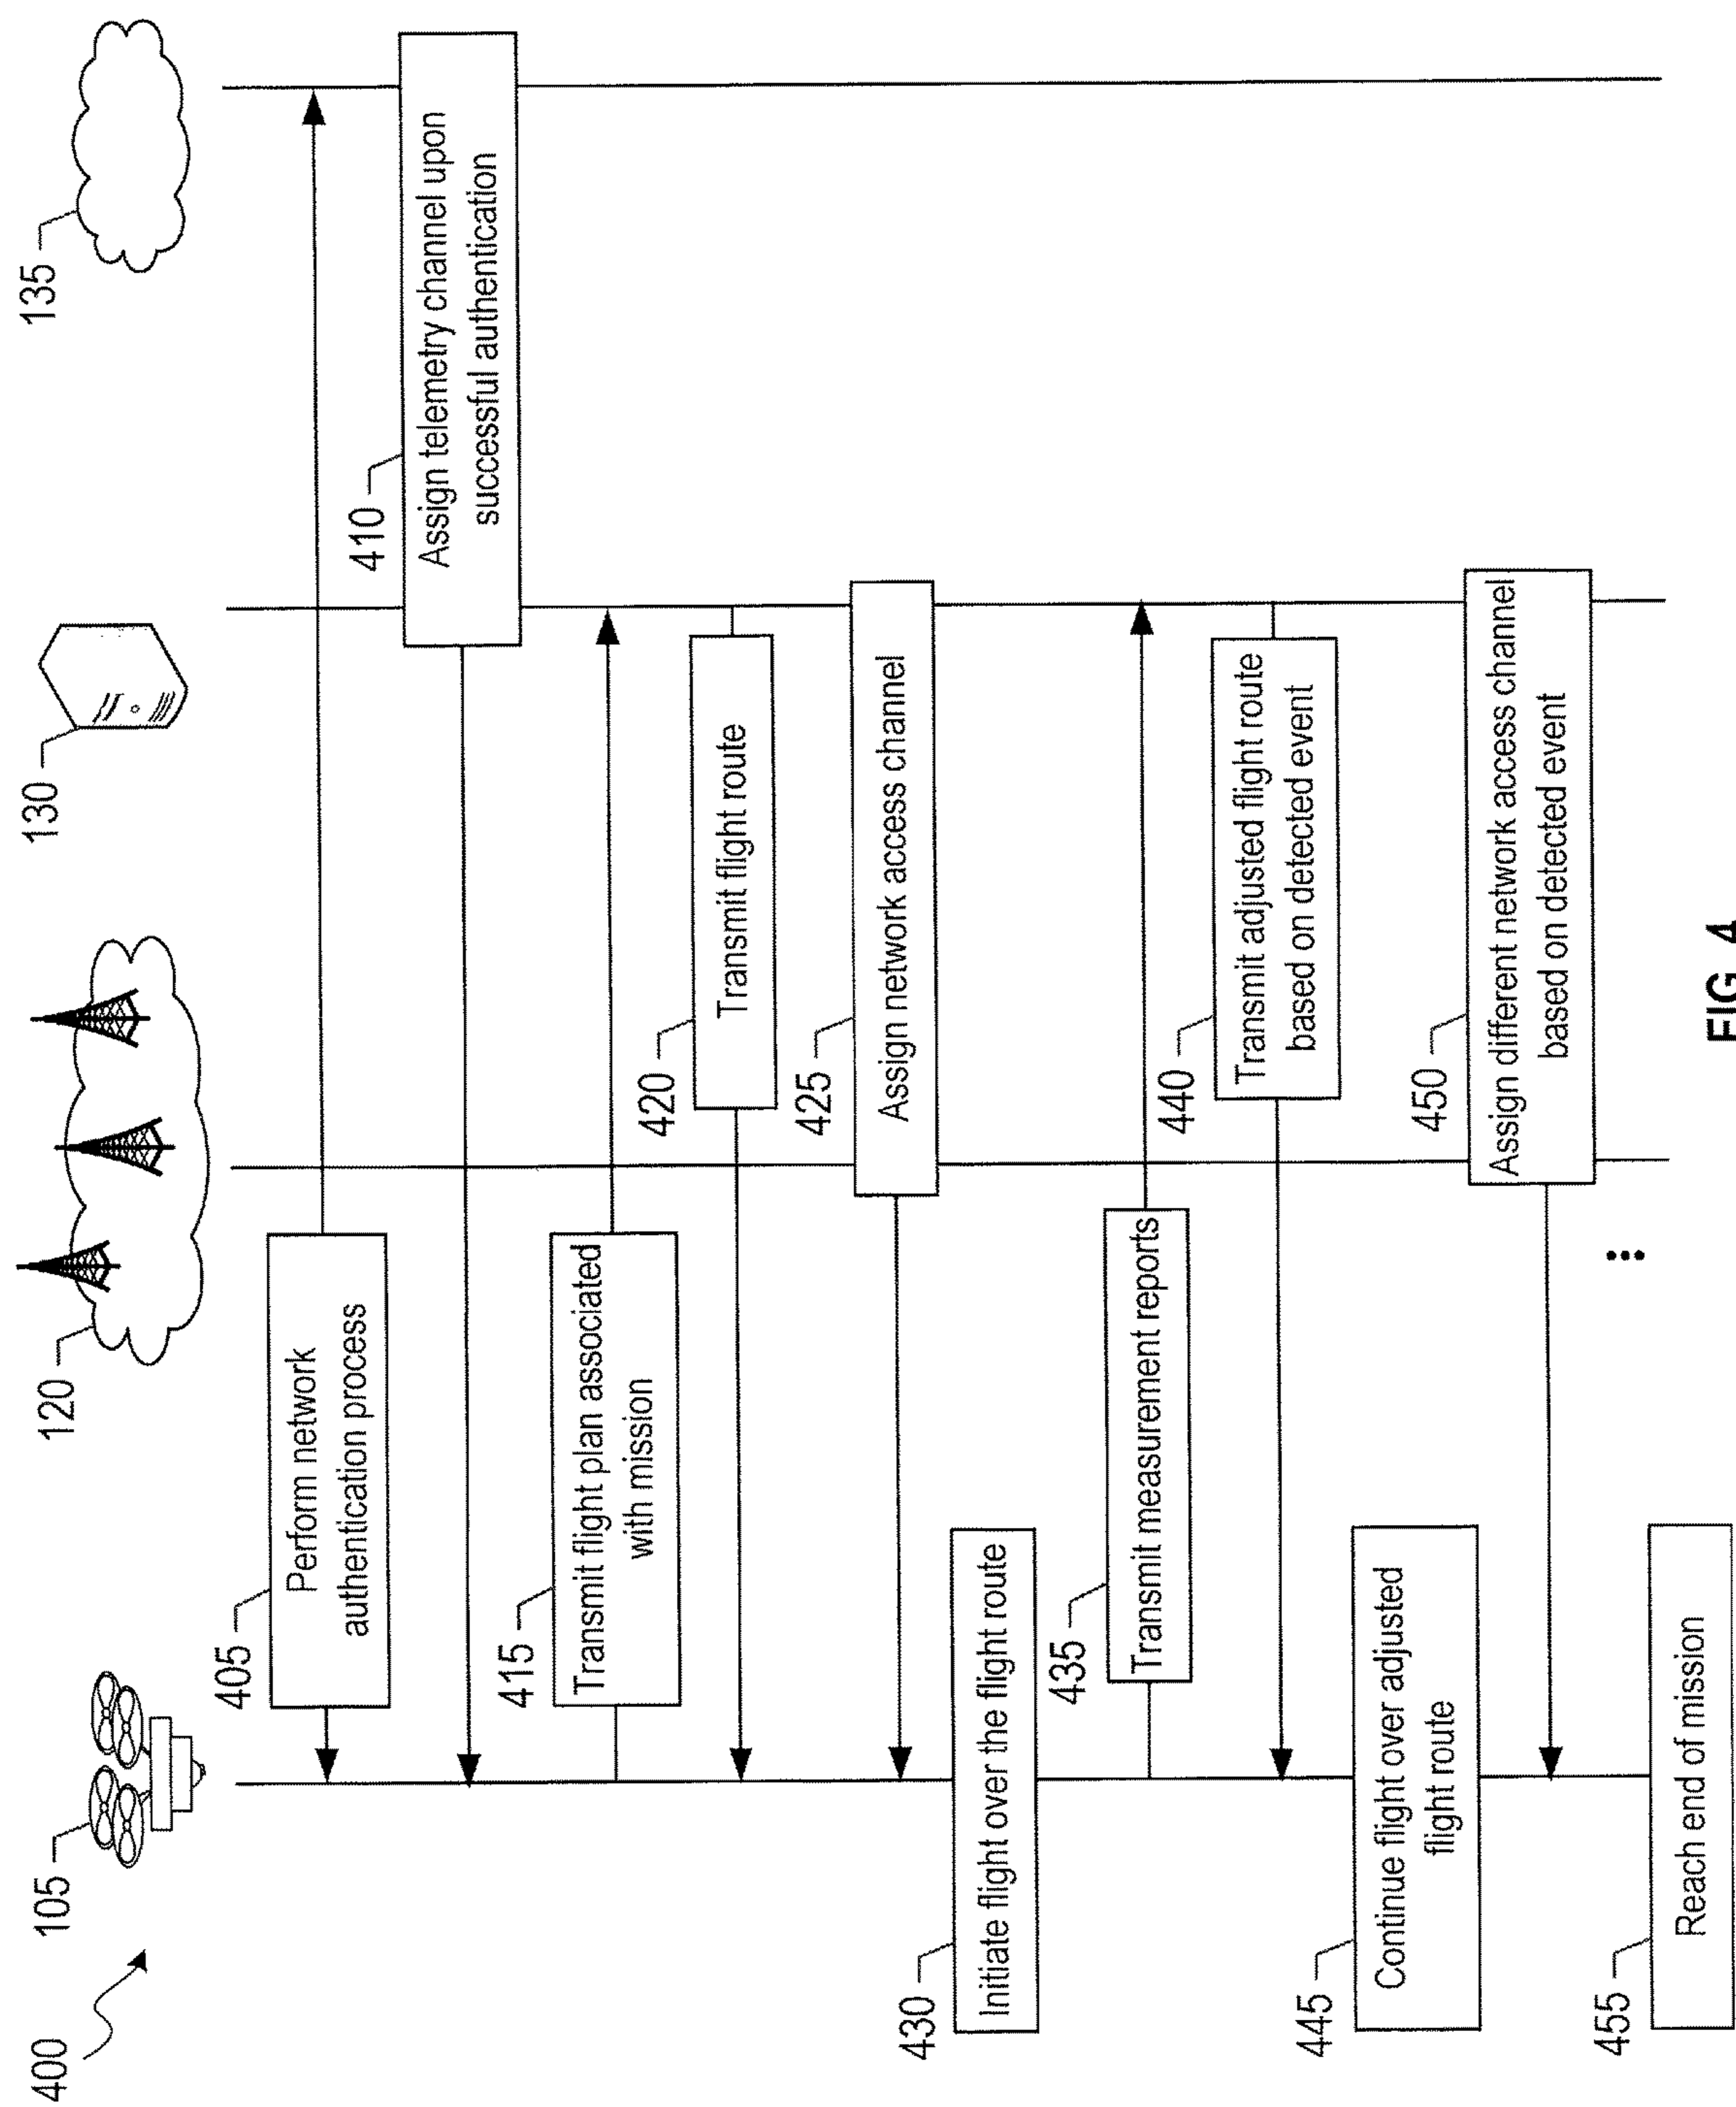 400
105
120
130
135
405
Perform network
authentication process
410
Assign telemetry channel upon
successful authentication
415
Transmit flight plan associated
with mission
420
Transmit flight route
425
Assign network access channel
430
Initiate flight over the flight route
435
Transmit measurement reports
440
Transmit adjusted flight route
based on detected event
445
Continue flight over adjusted
flight route
450
Assign different network access channel
based on detected event
455
Reach end of mission
FIG. 4